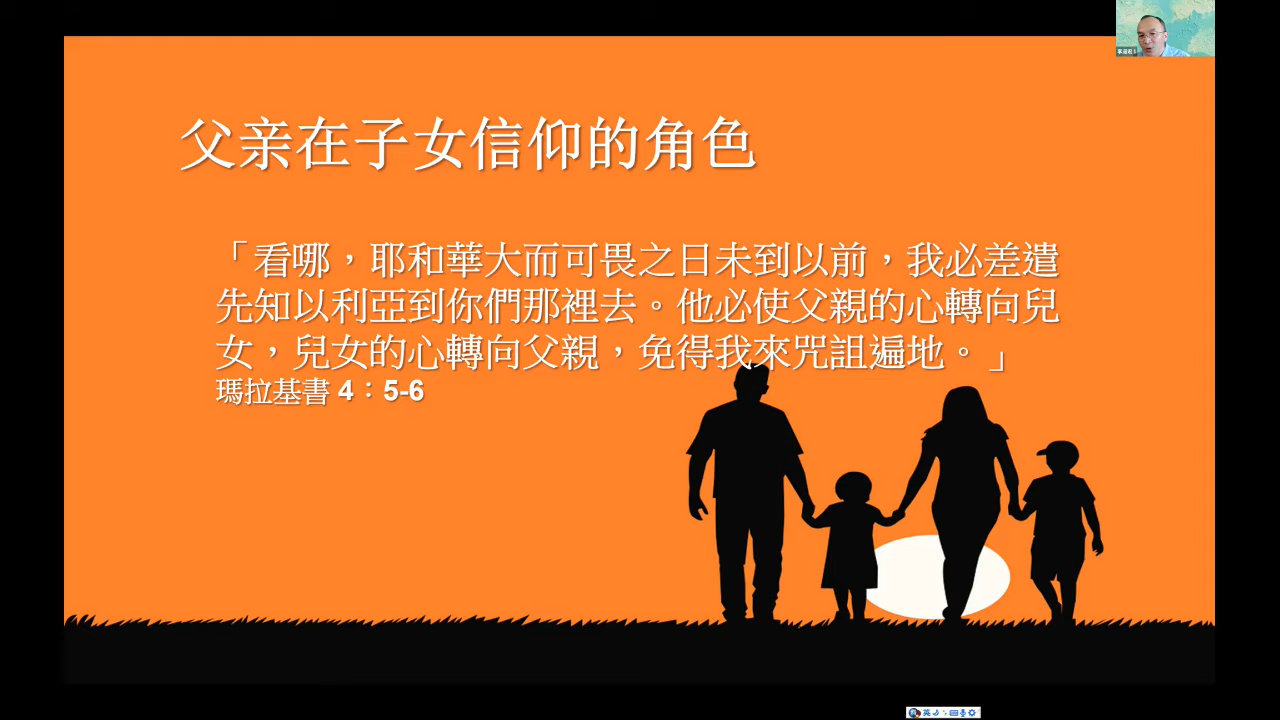 父亲在子女信仰的角色
「看哪，耶和華大而可畏之日未到以前，我必差遣
先知以利亞到你們那裡去。他必使父親的心轉向兒
女，兒女的心轉向父親，免得我來咒詛遍地。」
瑪拉基書 4：5-6
英